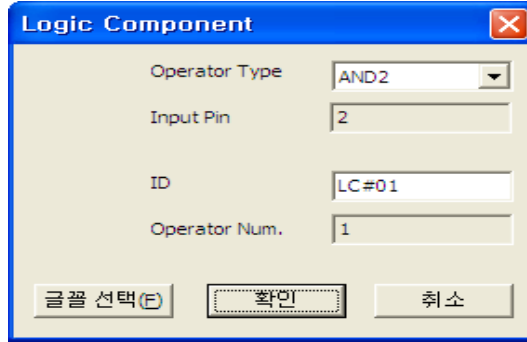 Logic Component
Operator Type AND2
Input Pin 2
ID LC#01
Operator Num. 1
글꼴 선택(F) 확인 취소